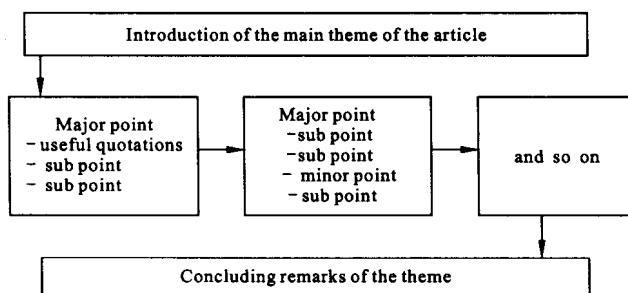 Introduction of the main theme of the article
Major point
- useful quotations
- sub point
- sub point
Major point
- sub point
- sub point
- minor point
- sub point
and so on
Concluding remarks of the theme